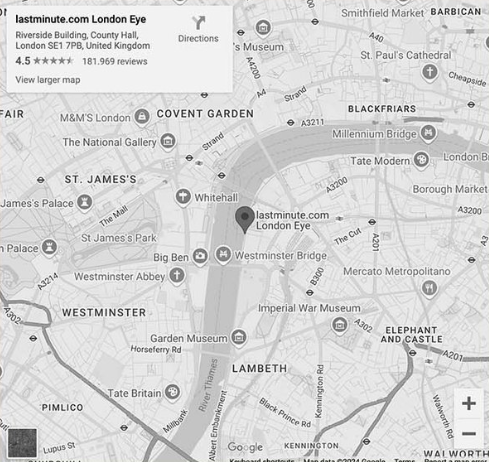 lastminute.com London Eye
Riverside Building, County Hall,
London SE1 7PB, United Kingdom
4.5 181.969 reviews
View larger map
Directions
Smithfield Market
BARBICAN
A40
's Museum
St. Paul's Cathedral
A4200
Cheapside
A4
Strand
FAIR
M&M'S London
COVENT GARDEN
BLACKFRIARS
A3211
Millennium Bridge
The National Gallery
Strand
Tate Modern
London Br
ST. JAMES'S
A3200
Whitehall
Borough Market
James's Palace
The Mall
lastminute.com
London Eye
A3200
St James's Park
The Cut
A201
m Palace
Big Ben
Westminster Bridge
A3214
Westminster Abbey
B300
Mercato Metropolitano
A302
WESTMINSTER
Imperial War Museum
A302
Garden Museum
ELEPHANT
AND CASTLE
Horseferry Rd
A201
River Thames
LAMBETH
Tate Britain
Kennington Rd
Albert Embankment
Black Prince Rd
Walworth Rd
PIMLICO
Millbank
Lupus St
Google
KENNINGTON
WALWORTH
Keyboard shortcuts Map data ©2024 Google Terms Report a map error